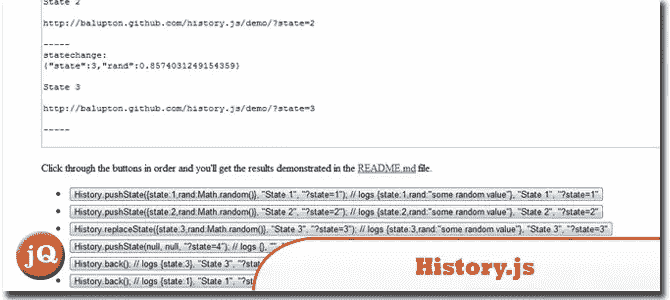 State 2
http://balupton.github.com/history.js/demo/?state=2
-----
statechange:
{"state":3,"rand":0.8574031249154359}
State 3
http://balupton.github.com/history.js/demo/?state=3
-----
Click through the buttons in order and you'll get the results demonstrated in the README.md file.
History.pushState({state:1,rand:Math.random()}, "State 1", "?state=1"); // logs {state:1,rand:"some random value"}, "State 1", "?state=1"
History.pushState({state:2,rand:Math.random()}, "State 2", "?state=2"); // logs {state:2,rand:"some random value"}, "State 2", "?state=2"
History.replaceState({state:3,rand:Math.random()}, "State 3", "?state=3"); // logs {state:3,rand:"some random value"}, "State 3", "?state=3"
History.pushState(null, null, "?state=4"); // logs {}, "",
History.back(); // logs {state:3}, "State 3",
History.back(); // logs {state:1}, "State 1",
jQ
History.js